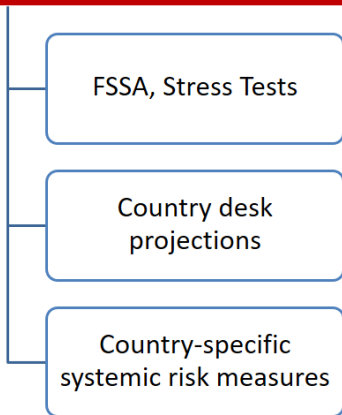 FSSA, Stress Tests
Country desk
projections
Country-specific
systemic risk measures